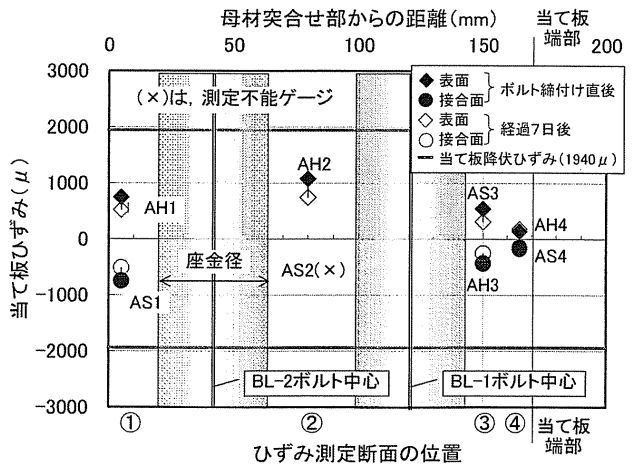 母材突合せ部からの距離(mm)
当て板
端部
0 50 100 150 200
3000
2000
1000
0
-1000
-2000
-3000
当て板ひずみ(μ)
(×)は, 測定不能ゲージ
◆ 表面
● 接合面
ボルト締付け直後
◇ 表面
○ 接合面
経過7日後
当て板降伏ひずみ(1940μ)
AH1
AS1
AH2
AS2(×)
座金径
AS3
AH3
AH4
AS4
BL-2ボルト中心
BL-1ボルト中心
① ② ③ ④
当て板
端部
ひずみ測定断面の位置